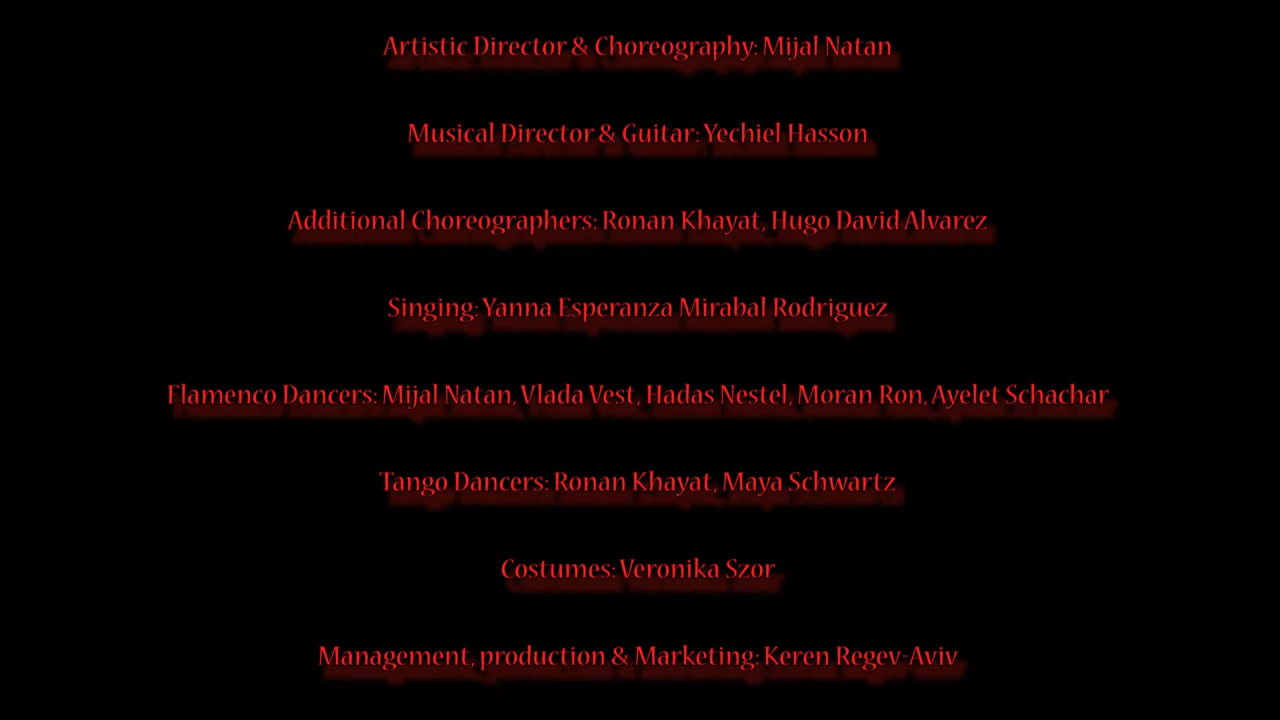 Artistic Director & Choreography: Mijal Natan
Musical Director & Guitar: Yechiel Hasson
Additional Choreographers: Ronan Khayat, Hugo David Alvarez
Singing: Yanna Esperanza Mirabal Rodriguez
Flamenco Dancers: Mijal Natan, Vlada Vest, Hadas Nestel, Moran Ron, Ayelet Schachar
Tango Dancers: Ronan Khayat, Maya Schwartz
Costumes: Veronika Szor
Management, production & Marketing: Keren Regev-Aviv